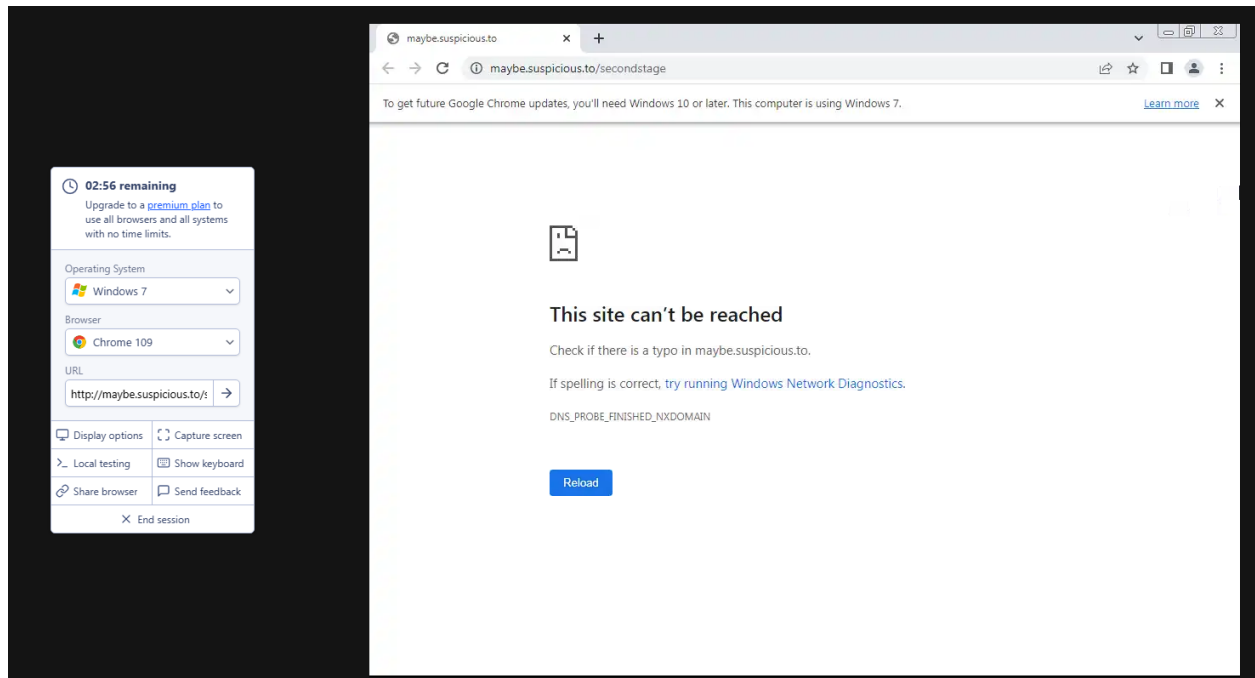 maybe.suspicious.to
maybe.suspicious.to/secondstage
To get future Google Chrome updates, you'll need Windows 10 or later. This computer is using Windows 7.
Learn more
02:56 remaining
Upgrade to a premium plan to
use all browsers and all systems
with no time limits.
Operating System
Windows 7
Browser
Chrome 109
URL
http://maybe.suspicious.to/s
Display options
Capture screen
Local testing
Show keyboard
Share browser
Send feedback
End session
This site can't be reached
Check if there is a typo in maybe.suspicious.to.
If spelling is correct, try running Windows Network Diagnostics.
DNS_PROBE_FINISHED_NXDOMAIN
Reload